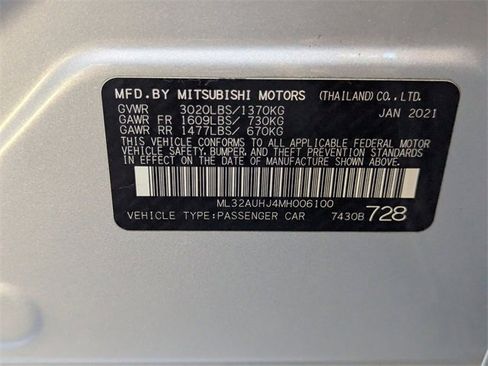 MFD.BY MITSUBISHI MOTORS (THAILAND)CO.,LTD.
GVWR 3020LBS/1370KG JAN 2021
GAWR FR 1609LBS/ 730KG
GAWR RR 1477LBS/ 670KG
THIS VEHICLE CONFORMS TO ALL APPLICABLE FEDERAL MOTOR
VEHICLE SAFETY, BUMPER, AND THEFT PREVENTION STANDARDS
IN EFFECT ON THE DATE OF MANUFACTURE SHOWN ABOVE.
ML32AUHJ4MH006100
VEHICLE TYPE:PASSENGER CAR 7430B 728